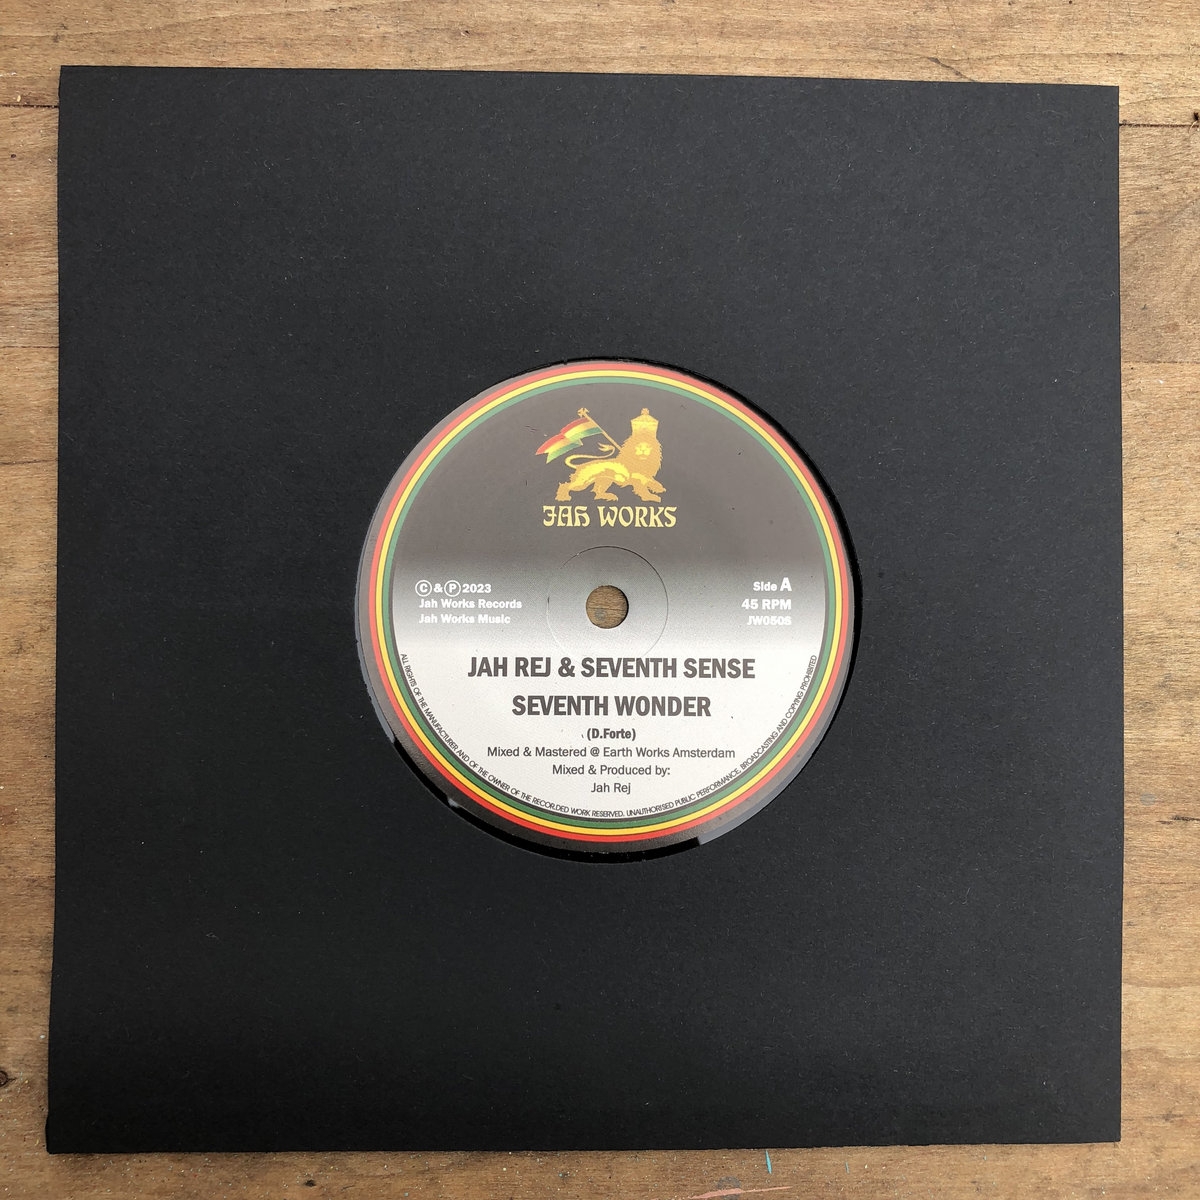 JAH WORKS
Ⓒ & Ⓟ 2023
Jah Works Records
Jah Works Music
Side A
45 RPM
JW050S
JAH REJ & SEVENTH SENSE
SEVENTH WONDER
(D.Forte)
Mixed & Mastered @ Earth Works Amsterdam
Mixed & Produced by:
Jah Rej
ALL RIGHTS OF THE MANUFACTURER AND OF THE OWNER OF THE RECORDED WORK RESERVED. UNAUTHORISED PUBLIC PERFORMANCE, BROADCASTING AND COPYING PROHIBITED